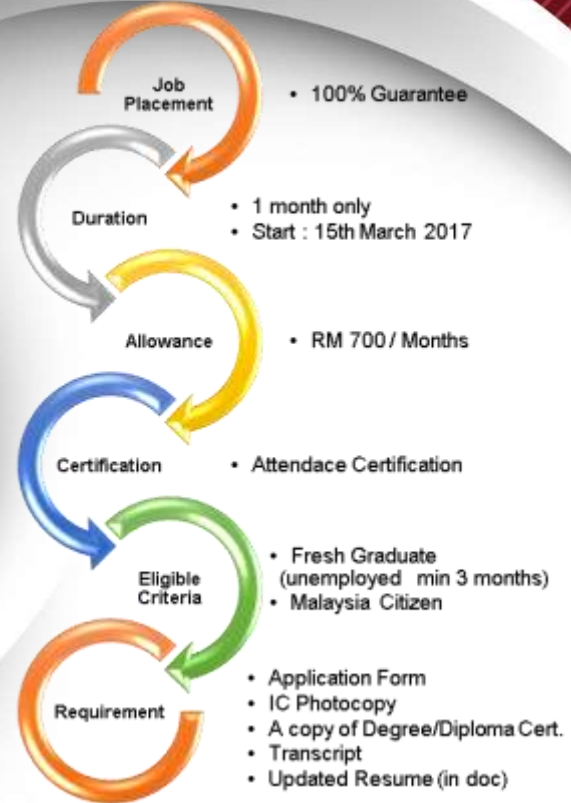 Job
Placement
• 100% Guarantee
Duration
• 1 month only
• Start : 15th March 2017
Allowance
• RM 700 / Months
Certification
• Attendace Certification
Eligible
Criteria
• Fresh Graduate
(unemployed min 3 months)
• Malaysia Citizen
Requirement
• Application Form
• IC Photocopy
• A copy of Degree/Diploma Cert.
• Transcript
• Updated Resume (in doc)